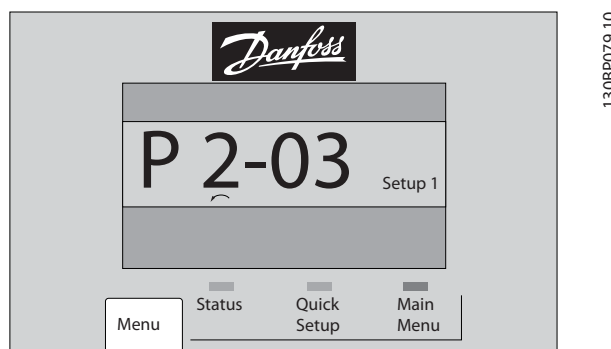 Danfoss
P 2-03
Setup 1
Status
Quick Setup
Main Menu
Menu
130BP079.10